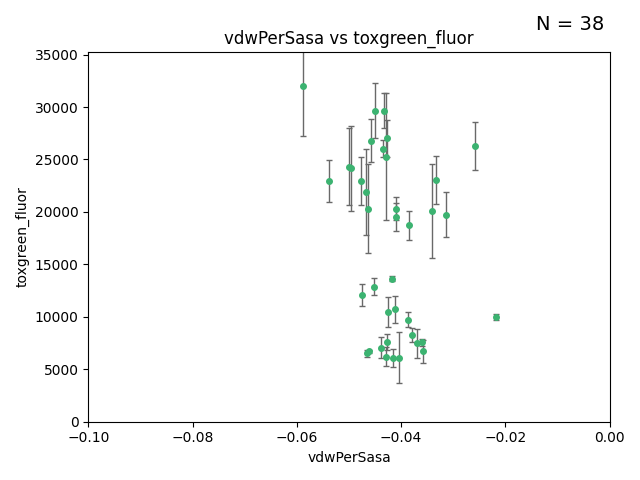 N = 38
vdwPerSasa vs toxgreen_fluor
35000
30000
25000
20000
15000
10000
5000
0
toxgreen_fluor
−0.10 −0.08 −0.06 −0.04 −0.02 0.00
vdwPerSasa